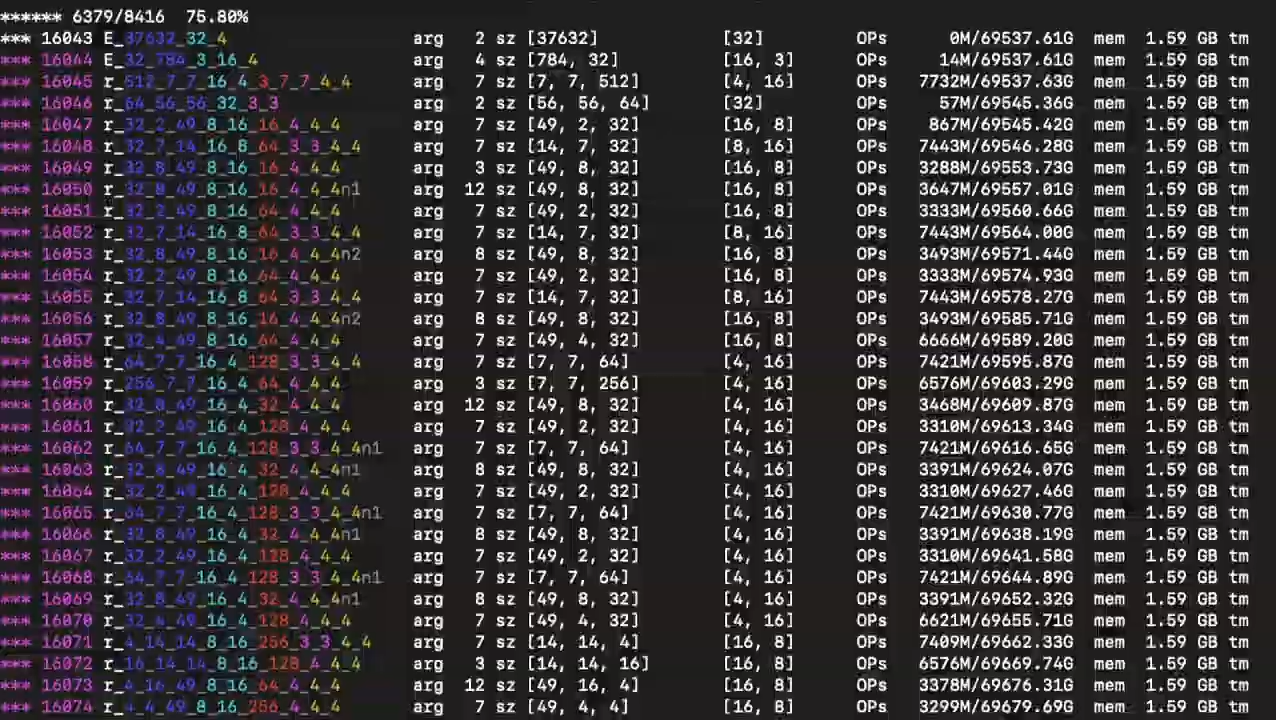 ****** 6379/8416 75.80%
*** 16043 E_37632_32_4 arg 2 sz [37632] [32] OPs 0M/69537.61G mem 1.59 GB tm
*** 16044 E_32_784_3_16_4 arg 4 sz [784, 32] [16, 3] OPs 14M/69537.61G mem 1.59 GB tm
*** 16045 r_512_7_7_16_4_3_7_7_4_4 arg 7 sz [7, 7, 512] [4, 16] OPs 7732M/69537.63G mem 1.59 GB tm
*** 16046 r_64_56_56_32_3_3 arg 2 sz [56, 56, 64] [32] OPs 57M/69545.36G mem 1.59 GB tm
*** 16047 r_32_2_49_8_16_16_4_4_4 arg 7 sz [49, 2, 32] [16, 8] OPs 867M/69545.42G mem 1.59 GB tm
*** 16048 r_32_7_14_16_8_64_3_3_4_4 arg 7 sz [14, 7, 32] [8, 16] OPs 7443M/69546.28G mem 1.59 GB tm
*** 16049 r_32_8_49_8_16_16_4_4_4 arg 3 sz [49, 8, 32] [16, 8] OPs 3288M/69553.73G mem 1.59 GB tm
*** 16050 r_32_8_49_8_16_16_4_4_4n1 arg 12 sz [49, 8, 32] [16, 8] OPs 3647M/69557.01G mem 1.59 GB tm
*** 16051 r_32_2_49_8_16_64_4_4_4 arg 7 sz [49, 2, 32] [16, 8] OPs 3333M/69560.66G mem 1.59 GB tm
*** 16052 r_32_7_14_16_8_64_3_3_4_4 arg 7 sz [14, 7, 32] [8, 16] OPs 7443M/69564.00G mem 1.59 GB tm
*** 16053 r_32_8_49_8_16_16_4_4_4n2 arg 8 sz [49, 8, 32] [16, 8] OPs 3493M/69571.44G mem 1.59 GB tm
*** 16054 r_32_2_49_8_16_64_4_4_4 arg 7 sz [49, 2, 32] [16, 8] OPs 3333M/69574.93G mem 1.59 GB tm
*** 16055 r_32_7_14_16_8_64_3_3_4_4 arg 7 sz [14, 7, 32] [8, 16] OPs 7443M/69578.27G mem 1.59 GB tm
*** 16056 r_32_8_49_8_16_16_4_4_4n2 arg 8 sz [49, 8, 32] [16, 8] OPs 3493M/69585.71G mem 1.59 GB tm
*** 16057 r_32_4_49_8_16_64_4_4_4 arg 7 sz [49, 4, 32] [16, 8] OPs 6666M/69589.20G mem 1.59 GB tm
*** 16058 r_64_7_7_16_4_128_3_3_4_4 arg 7 sz [7, 7, 64] [4, 16] OPs 7421M/69595.87G mem 1.59 GB tm
*** 16059 r_256_7_7_16_4_64_4_4_4 arg 3 sz [7, 7, 256] [4, 16] OPs 6576M/69603.29G mem 1.59 GB tm
*** 16060 r_32_8_49_16_4_32_4_4_4 arg 12 sz [49, 8, 32] [4, 16] OPs 3448M/69609.87G mem 1.59 GB tm
*** 16061 r_32_2_49_16_4_128_4_4_4 arg 7 sz [49, 2, 32] [4, 16] OPs 3310M/69613.34G mem 1.59 GB tm
*** 16062 r_64_7_7_16_4_128_3_3_4_4n1 arg 7 sz [7, 7, 64] [4, 16] OPs 7421M/69616.65G mem 1.59 GB tm
*** 16063 r_32_8_49_16_4_32_4_4_4n1 arg 8 sz [49, 8, 32] [4, 16] OPs 3391M/69624.07G mem 1.59 GB tm
*** 16064 r_32_2_49_16_4_128_4_4_4 arg 7 sz [49, 2, 32] [4, 16] OPs 3310M/69627.46G mem 1.59 GB tm
*** 16065 r_64_7_7_16_4_128_3_3_4_4n1 arg 7 sz [7, 7, 64] [4, 16] OPs 7421M/69630.77G mem 1.59 GB tm
*** 16066 r_32_8_49_16_4_32_4_4_4n1 arg 8 sz [49, 8, 32] [4, 16] OPs 3391M/69638.19G mem 1.59 GB tm
*** 16067 r_32_2_49_16_4_128_4_4_4 arg 7 sz [49, 2, 32] [4, 16] OPs 3310M/69641.58G mem 1.59 GB tm
*** 16068 r_64_7_7_16_4_128_3_3_4_4n1 arg 7 sz [7, 7, 64] [4, 16] OPs 7421M/69644.89G mem 1.59 GB tm
*** 16069 r_32_8_49_16_4_32_4_4_4n1 arg 8 sz [49, 8, 32] [4, 16] OPs 3391M/69652.32G mem 1.59 GB tm
*** 16070 r_32_4_49_16_4_128_4_4_4 arg 7 sz [49, 4, 32] [4, 16] OPs 6621M/69655.71G mem 1.59 GB tm
*** 16071 r_4_14_14_8_16_256_3_3_4_4 arg 7 sz [14, 14, 4] [16, 8] OPs 7409M/69662.33G mem 1.59 GB tm
*** 16072 r_16_14_14_8_16_128_4_4_4 arg 3 sz [14, 14, 16] [16, 8] OPs 6576M/69669.74G mem 1.59 GB tm
*** 16073 r_4_16_49_8_16_64_4_4_4 arg 12 sz [49, 16, 4] [16, 8] OPs 3378M/69676.31G mem 1.59 GB tm
*** 16074 r_4_4_49_8_16_256_4_4_4 arg 7 sz [49, 4, 4] [16, 8] OPs 3299M/69679.69G mem 1.59 GB tm